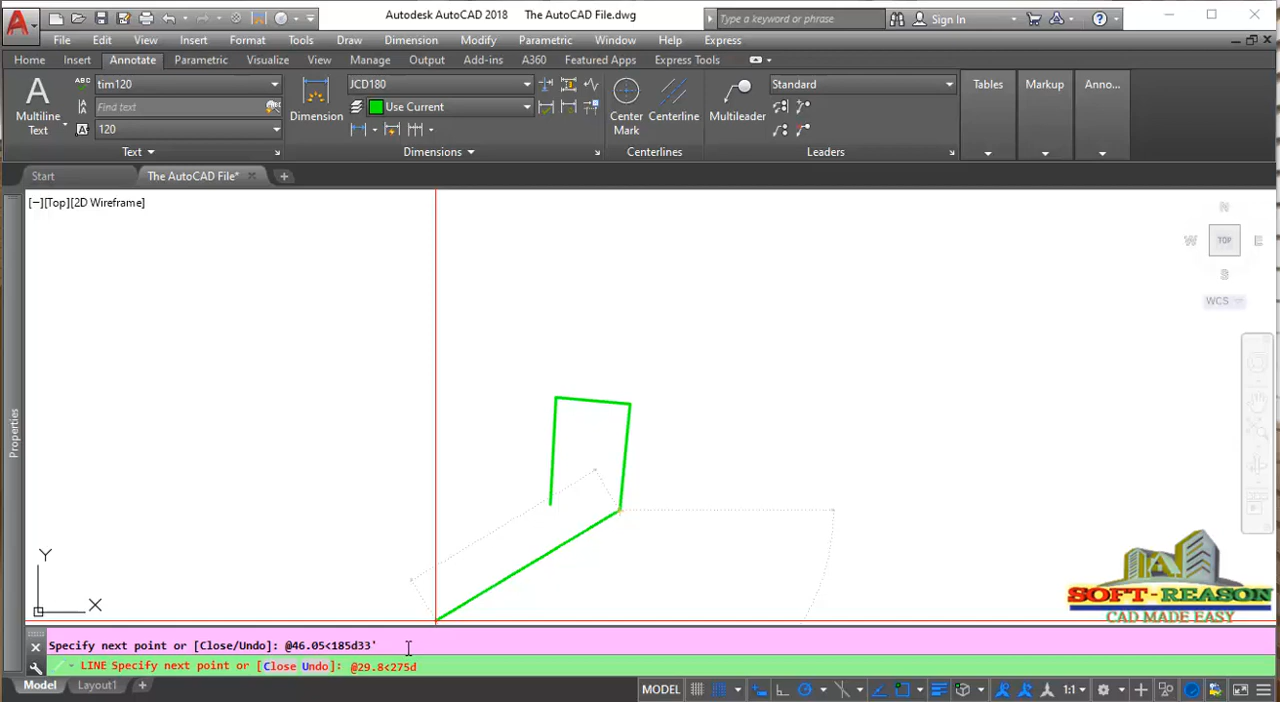 Autodesk AutoCAD 2018 The AutoCAD File.dwg Type a keyword or phrase Sign In
File Edit View Insert Format Tools Draw Dimension Modify Parametric Window Help Express
Home Insert Annotate Parametric View Visualize Manage Output Add-ins A360 Featured Apps Express Tools
Multiline Text
ABC
tim120
Find text
120
Text
Dimension
JCD180
Use Current
Dimensions
Center Mark
Centerline
Centerlines
Multileader
Standard
Leaders
Tables
Markup
Anno...
Start The AutoCAD File*
[−][Top][2D Wireframe]
N
W TOP E
S
WCS
Properties
Y
X
SOFT-REASON
CAD MADE EASY
Specify next point or [Close/Undo]: @46.05<185d33'
LINE Specify next point or [Close Undo]: @29.8<275d
Model Layout1
MODEL 1:1